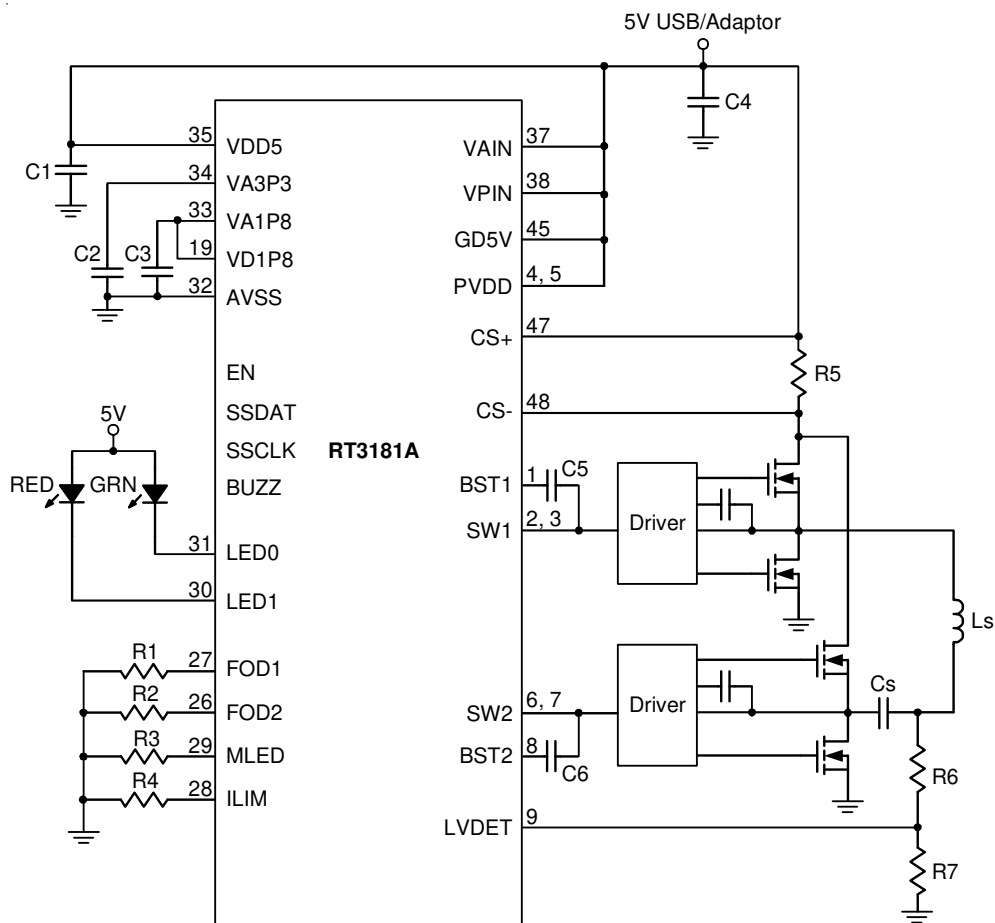 5V USB/Adaptor
C4
C1
35 VDD5
34 VA3P3
33 VA1P8
19 VD1P8
32 AVSS
C2
C3
EN
SSDAT
SSCLK
BUZZ
5V
RED
GRN
31 LED0
30 LED1
R1
27 FOD1
R2
26 FOD2
R3
29 MLED
R4
28 ILIM
RT3181A
VAIN 37
VPIN 38
GD5V 45
PVDD 4, 5
CS+ 47
R5
CS- 48
BST1 1
C5
SW1 2, 3
Driver
Ls
SW2 6, 7
Driver
Cs
BST2 8
C6
R6
LVDET 9
R7